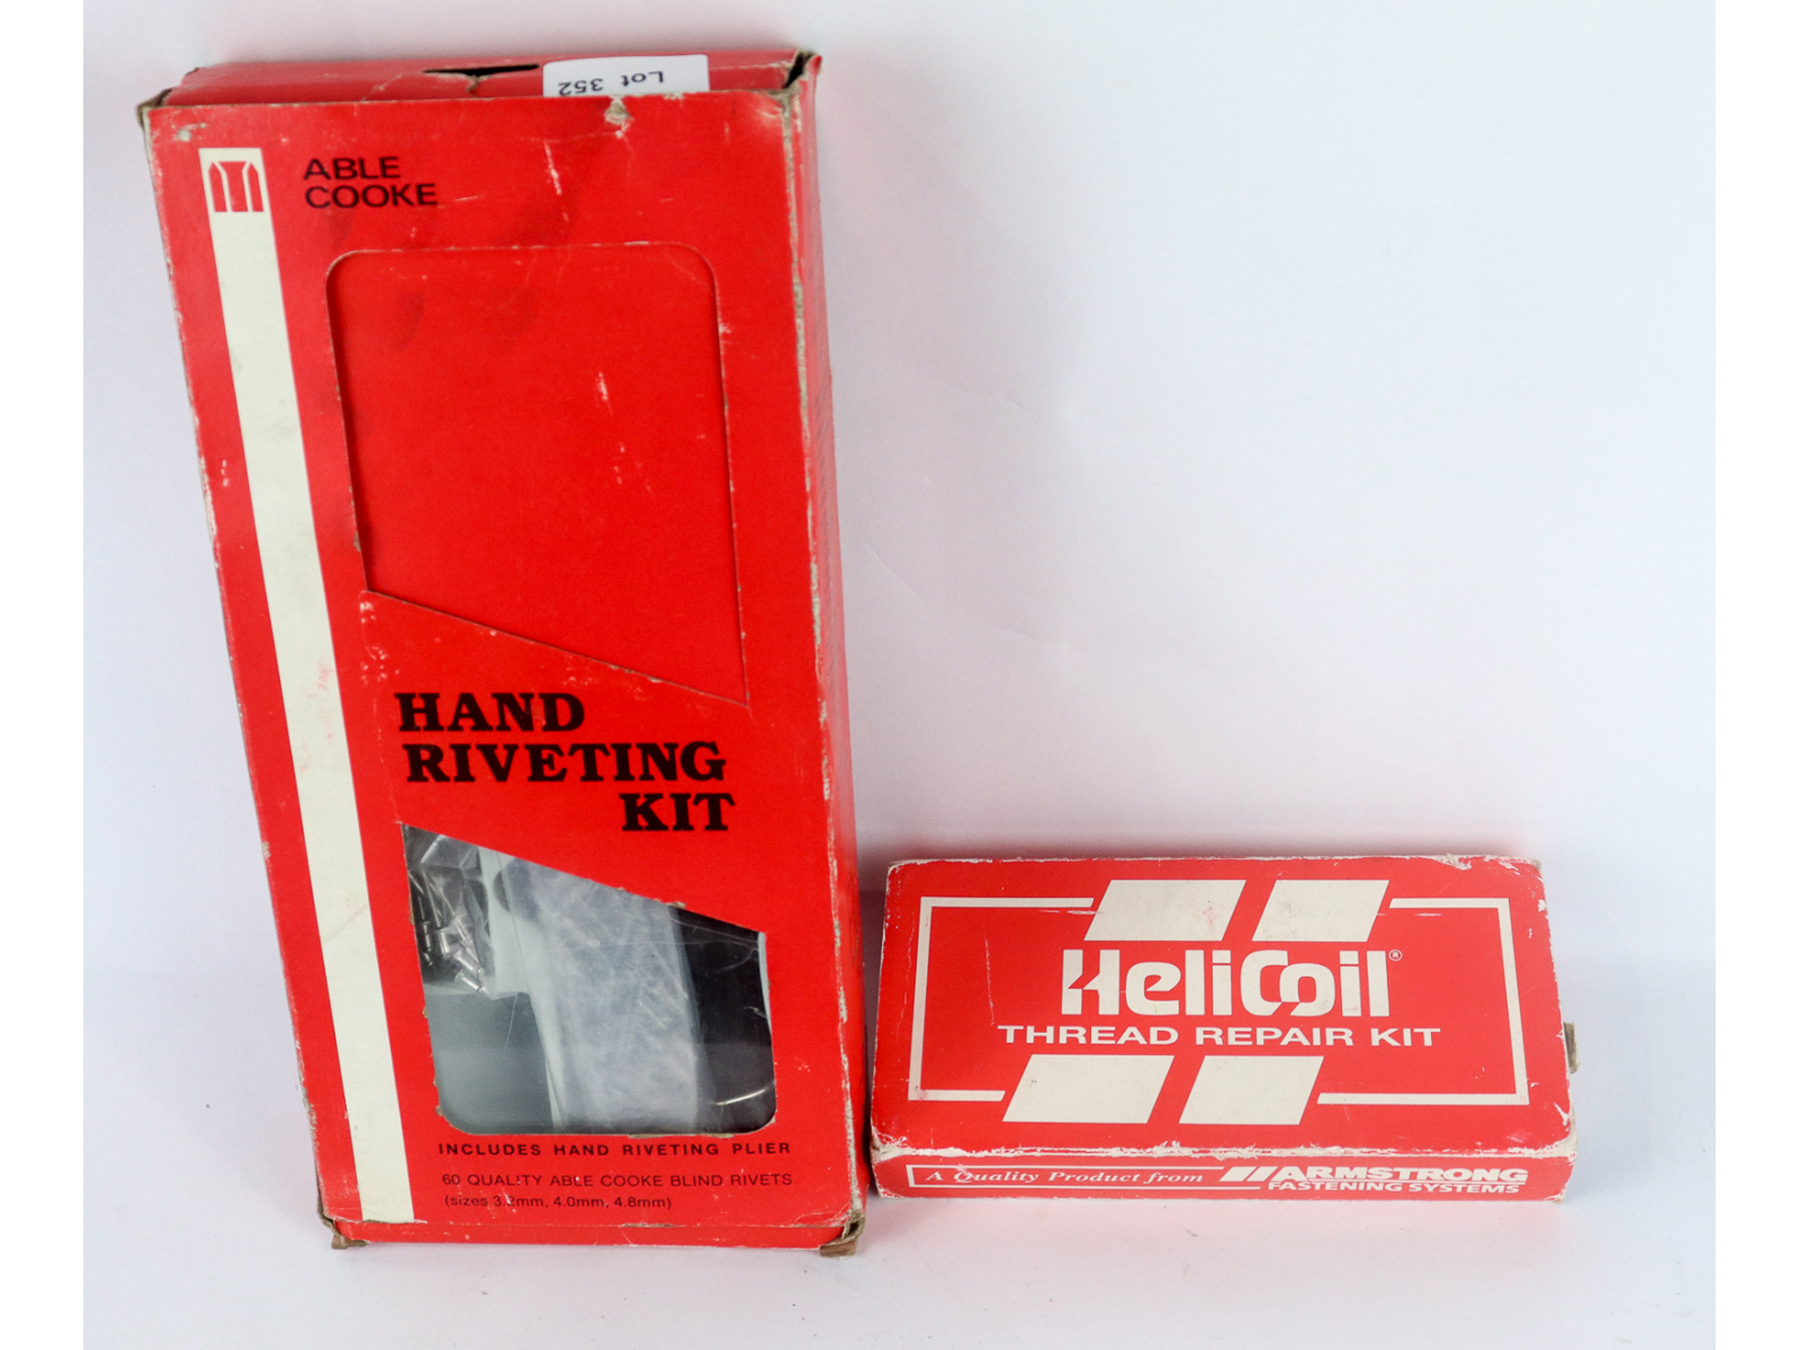 Lot 352
ABLE
COOKE
HAND
RIVETING
KIT
INCLUDES HAND RIVETING PLIER
60 QUALITY ABLE COOKE BLIND RIVETS
(sizes 3.2mm, 4.0mm, 4.8mm)
HeliCoil®
THREAD REPAIR KIT
A Quality Product from ARMSTRONG
FASTENING SYSTEMS